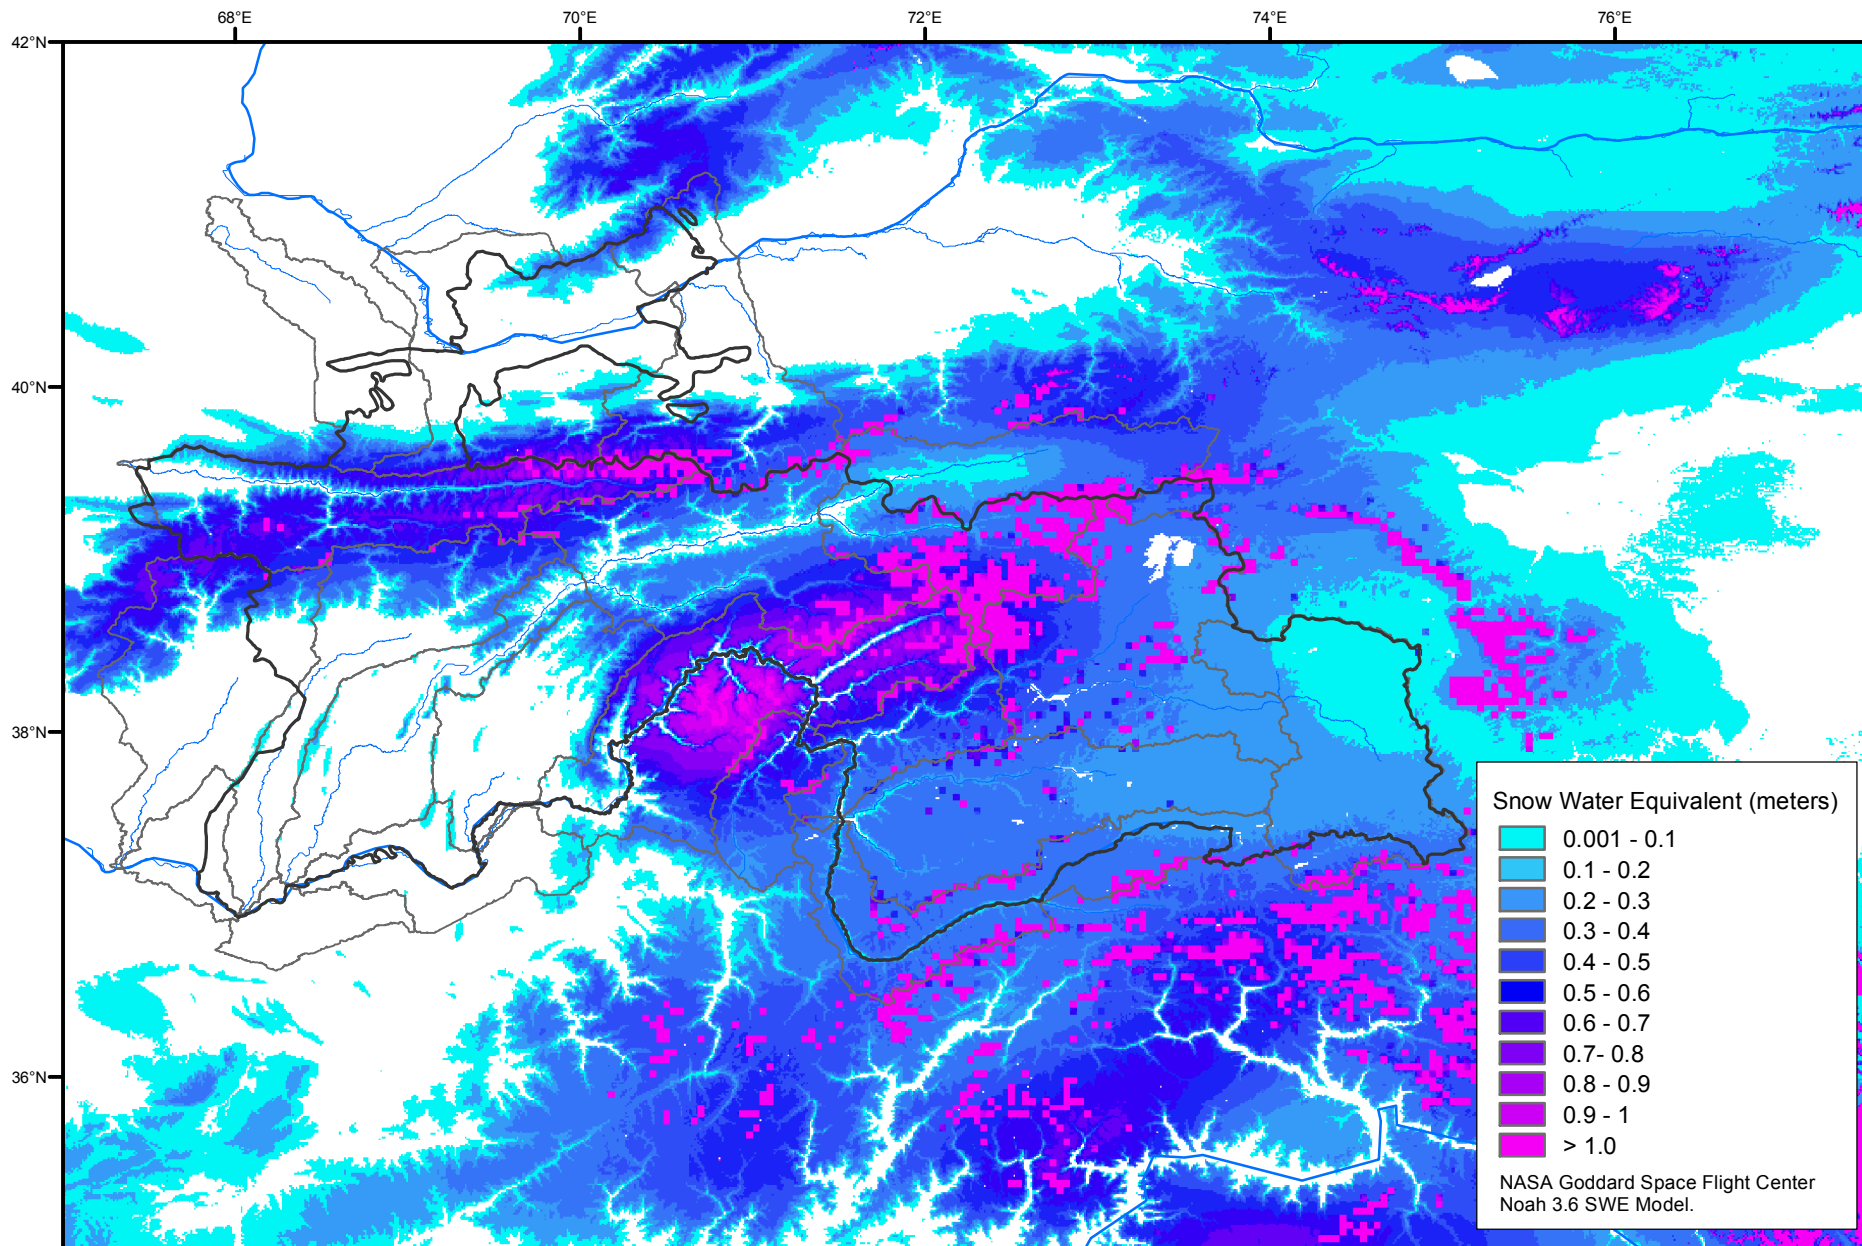 68°E 70°E 72°E 74°E 76°E
42°N
40°N
38°N
36°N
Snow Water Equivalent (meters)
0.001 - 0.1
0.1 - 0.2
0.2 - 0.3
0.3 - 0.4
0.4 - 0.5
0.5 - 0.6
0.6 - 0.7
0.7- 0.8
0.8 - 0.9
0.9 - 1
> 1.0
NASA Goddard Space Flight Center
Noah 3.6 SWE Model.